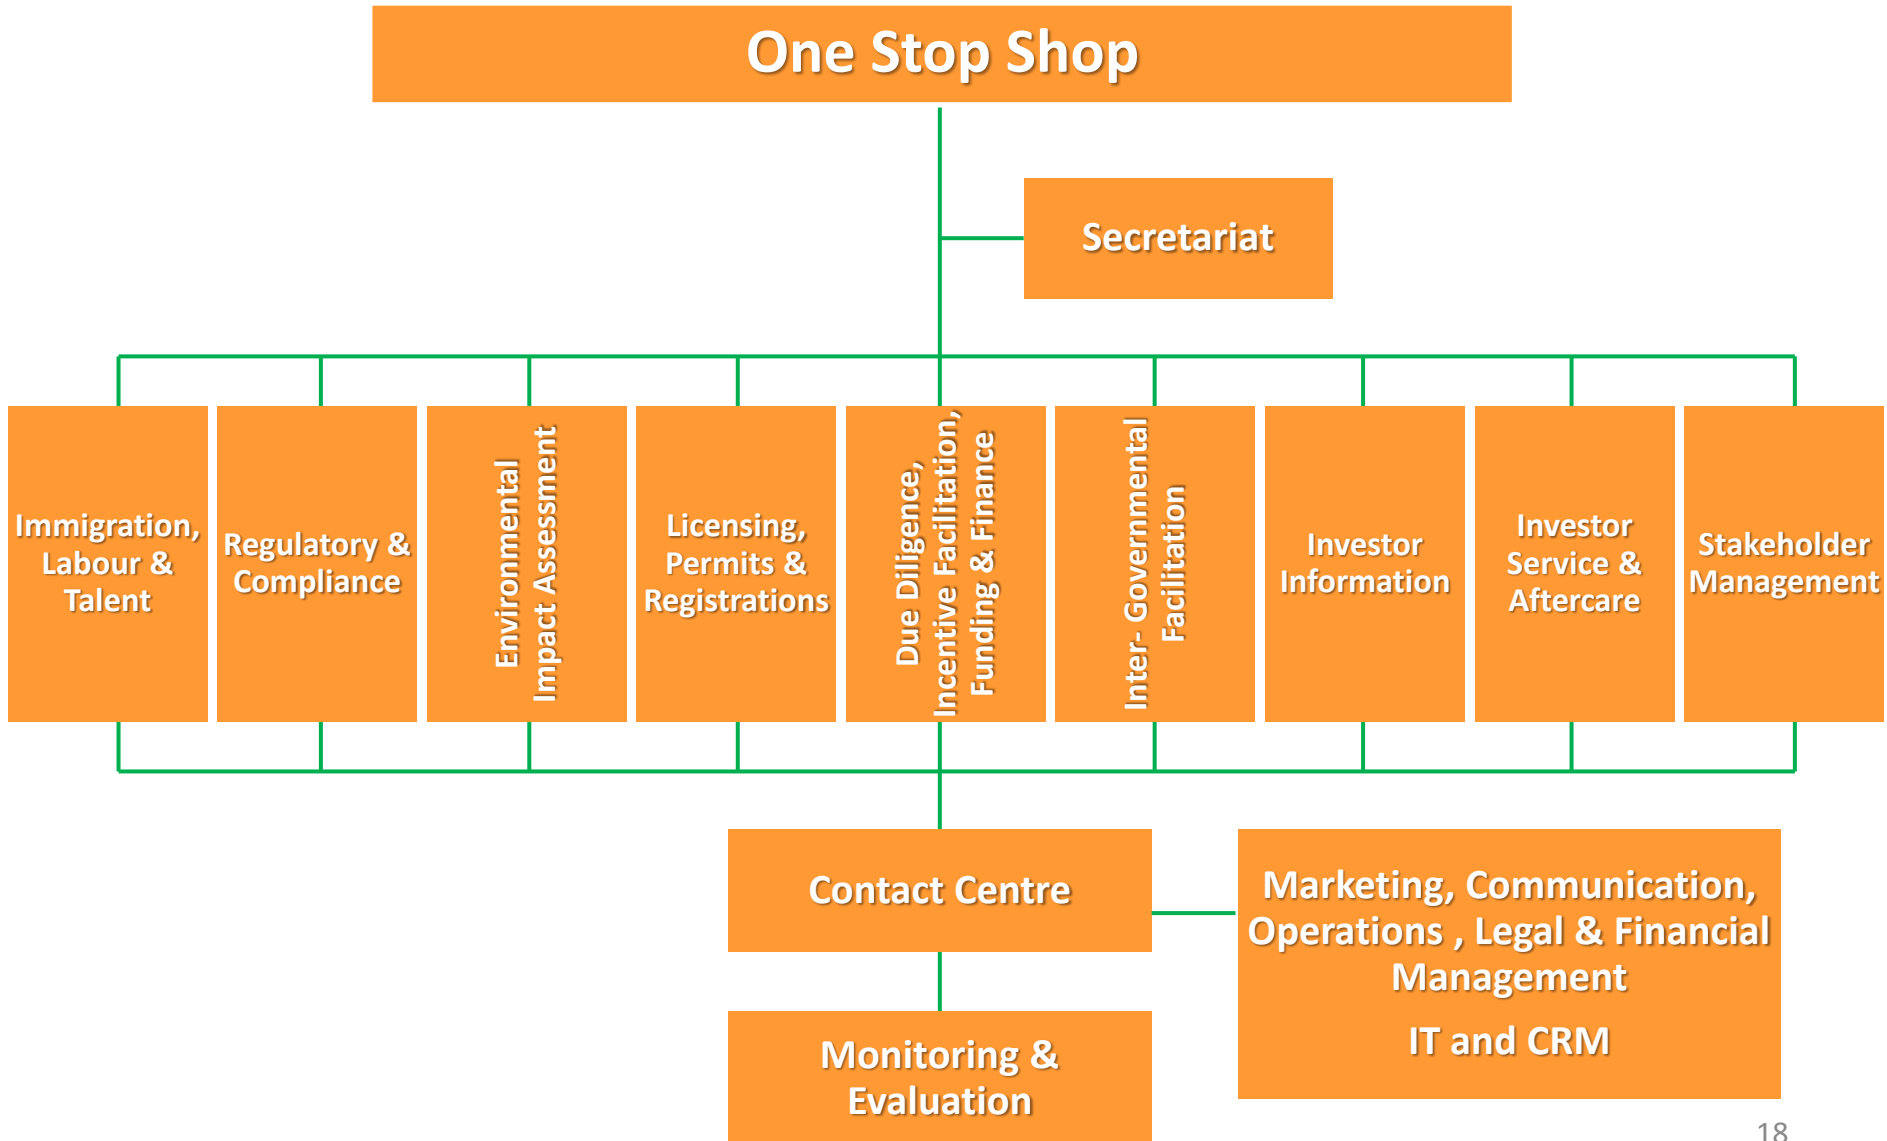 One Stop Shop
Secretariat
Immigration,
Labour &
Talent
Regulatory &
Compliance
Environmental
Impact Assessment
Licensing,
Permits &
Registrations
Due Diligence,
Incentive Facilitation,
Funding & Finance
Inter- Governmental
Facilitation
Investor
Information
Investor
Service &
Aftercare
Stakeholder
Management
Contact Centre
Marketing, Communication,
Operations , Legal & Financial
Management
IT and CRM
Monitoring &
Evaluation
18